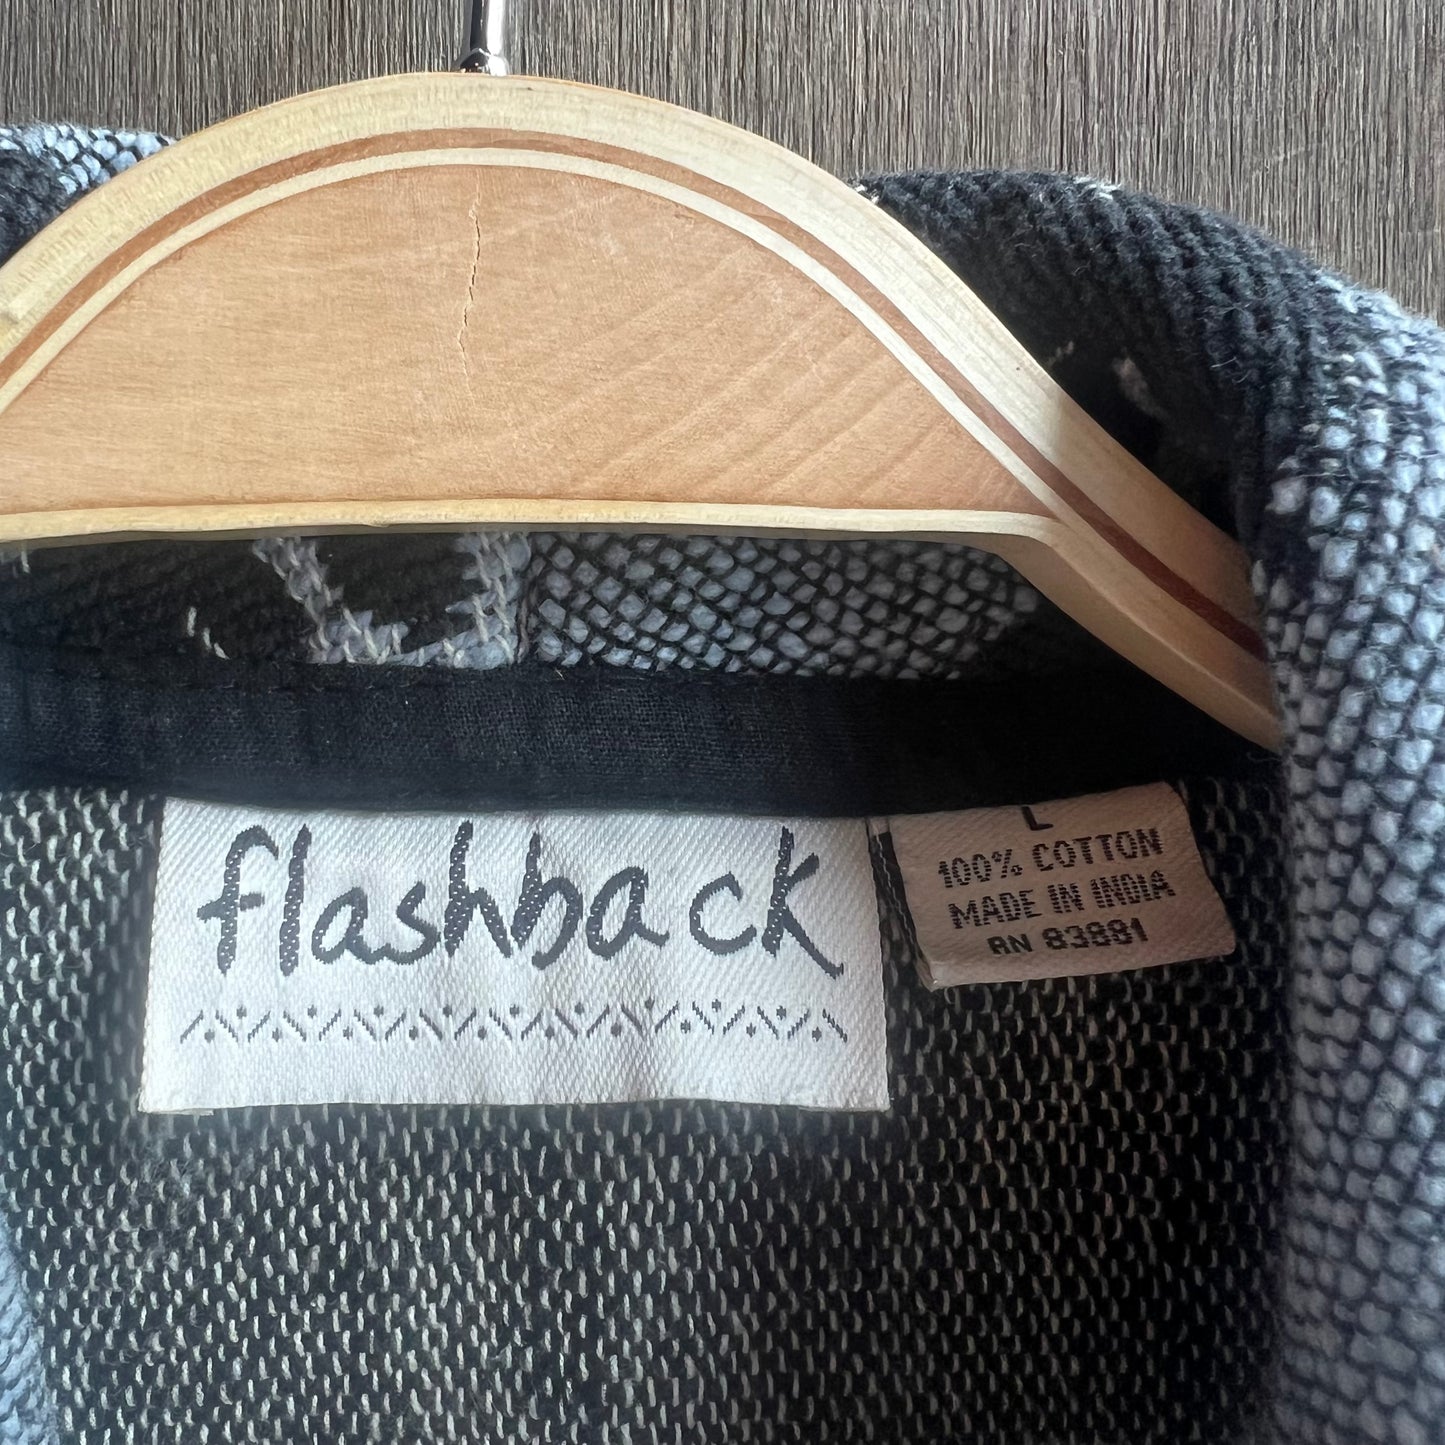 flashback
L
100% COTTON
MADE IN INDIA
RN 83881